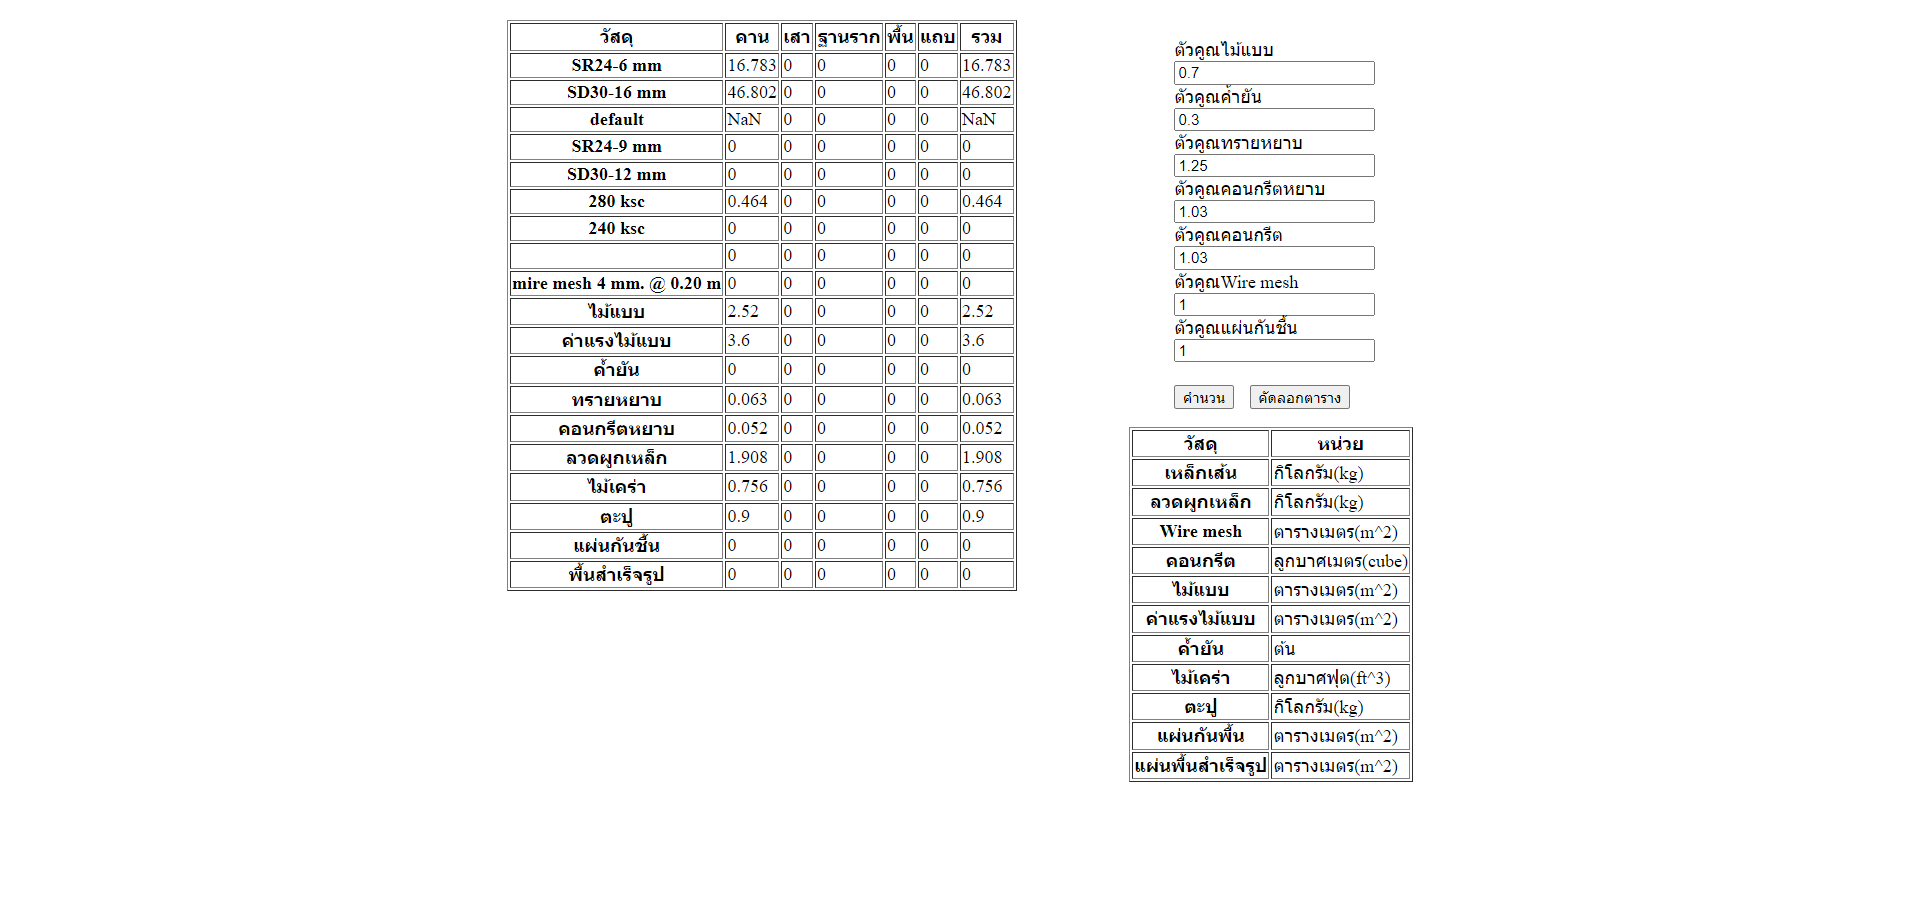 วัสดุ คาน เสา ฐานราก พื้น แถบ รวม
SR24-6 mm 16.783 0 0 0 0 16.783
SD30-16 mm 46.802 0 0 0 0 46.802
default NaN 0 0 0 0 NaN
SR24-9 mm 0 0 0 0 0 0
SD30-12 mm 0 0 0 0 0 0
280 ksc 0.464 0 0 0 0 0.464
240 ksc 0 0 0 0 0 0
0 0 0 0 0 0
mire mesh 4 mm. @ 0.20 m 0 0 0 0 0 0
ไม้แบบ 2.52 0 0 0 0 2.52
ค่าแรงไม้แบบ 3.6 0 0 0 0 3.6
ค้ำยัน 0 0 0 0 0 0
ทรายหยาบ 0.063 0 0 0 0 0.063
คอนกรีตหยาบ 0.052 0 0 0 0 0.052
ลวดผูกเหล็ก 1.908 0 0 0 0 1.908
ไม้เคร่า 0.756 0 0 0 0 0.756
ตะปู 0.9 0 0 0 0 0.9
แผ่นกันชื้น 0 0 0 0 0 0
พื้นสำเร็จรูป 0 0 0 0 0 0
ตัวคูณไม้แบบ
0.7
ตัวคูณค้ำยัน
0.3
ตัวคูณทรายหยาบ
1.25
ตัวคูณคอนกรีตหยาบ
1.03
ตัวคูณคอนกรีต
1.03
ตัวคูณWire mesh
1
ตัวคูณแผ่นกันชื้น
1
คำนวน คัดลอกตาราง
วัสดุ หน่วย
เหล็กเส้น กิโลกรัม(kg)
ลวดผูกเหล็ก กิโลกรัม(kg)
Wire mesh ตารางเมตร(m^2)
คอนกรีต ลูกบาศเมตร(cube)
ไม้แบบ ตารางเมตร(m^2)
ค่าแรงไม้แบบ ตารางเมตร(m^2)
ค้ำยัน ต้น
ไม้เคร่า ลูกบาศฟุต(ft^3)
ตะปู กิโลกรัม(kg)
แผ่นกันพื้น ตารางเมตร(m^2)
แผ่นพื้นสำเร็จรูป ตารางเมตร(m^2)